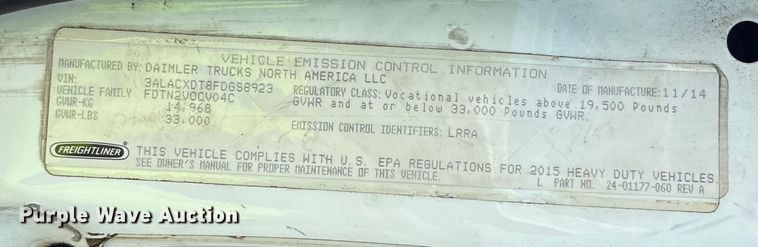 VEHICLE EMISSION CONTROL INFORMATION
MANUFACTURED BY: DAIMLER TRUCKS NORTH AMERICA LLC
DATE OF MANUFACTURE: 11/14
VIN: 3ALACXDT8FDGS8923
VEHICLE FAMILY FDTN2VOCV04C
REGULATORY CLASS: Vocational vehicles above 19,500 Pounds
GVWR and at or below 33,000 Pounds GVWR.
GVWR-KG 14,968
GVWR-LBS 33,000
EMISSION CONTROL IDENTIFIERS: LRRA
FREIGHTLINER
THIS VEHICLE COMPLIES WITH U.S. EPA REGULATIONS FOR 2015 HEAVY DUTY VEHICLES
SEE OWNER'S MANUAL FOR PROPER MAINTENANCE OF THIS VEHICLE.
L PART NO. 24-01177-060 REV A
Purple Wave Auction